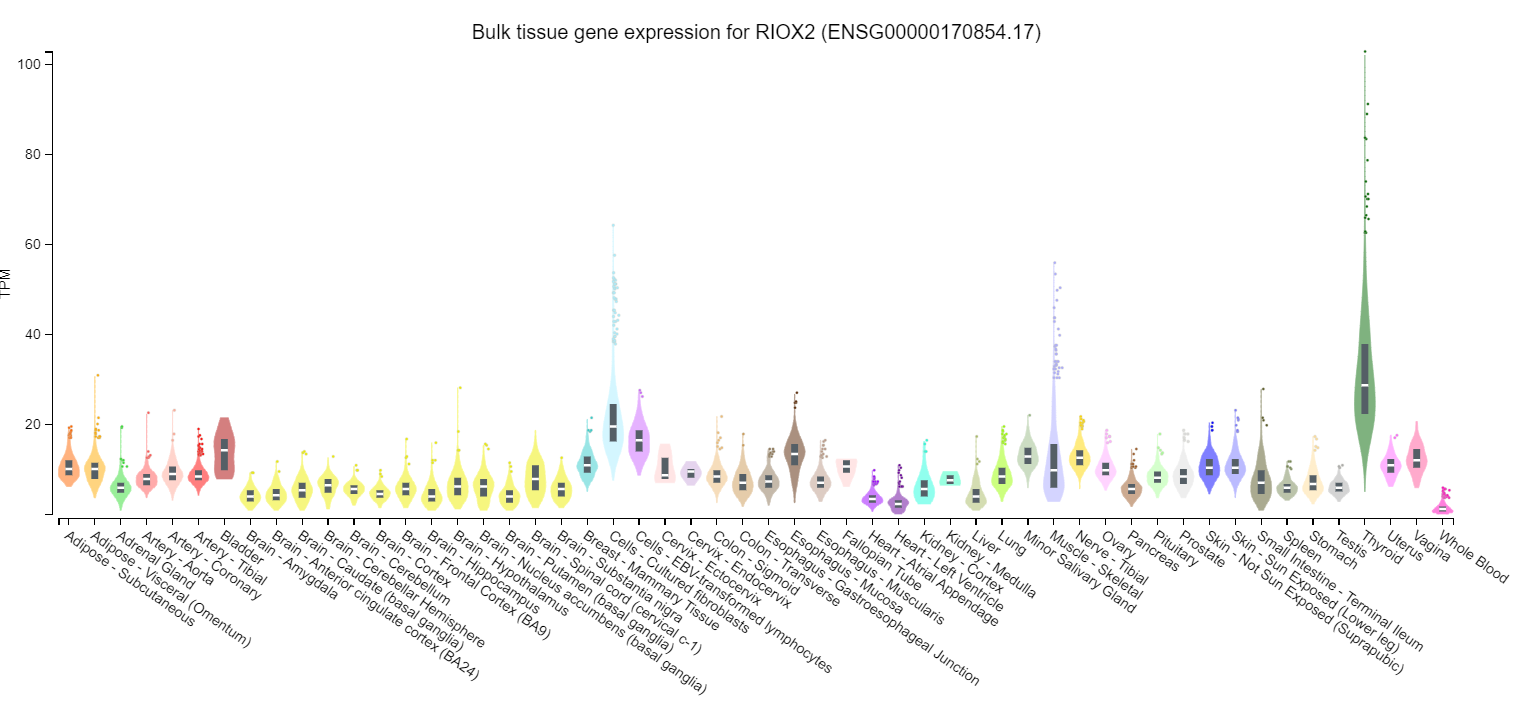 Bulk tissue gene expression for RIOX2 (ENSG00000170854.17)
100
80
60
40
20
TPM
Adipose - Subcutaneous
Adipose - Visceral (Omentum)
Adrenal Gland
Artery - Aorta
Artery - Coronary
Artery - Tibial
Bladder
Brain - Amygdala
Brain - Anterior cingulate cortex (BA24)
Brain - Caudate (basal ganglia)
Brain - Cerebellar Hemisphere
Brain - Cerebellum
Brain - Cortex
Brain - Frontal Cortex (BA9)
Brain - Hippocampus
Brain - Hypothalamus
Brain - Nucleus accumbens (basal ganglia)
Brain - Putamen (basal ganglia)
Brain - Spinal cord (cervical c-1)
Brain - Substantia nigra
Breast - Mammary Tissue
Cells - Cultured fibroblasts
Cells - EBV-transformed lymphocytes
Cervix - Ectocervix
Cervix - Endocervix
Colon - Sigmoid
Colon - Transverse
Esophagus - Gastroesophageal Junction
Esophagus - Mucosa
Esophagus - Muscularis
Fallopian Tube
Heart - Atrial Appendage
Heart - Left Ventricle
Kidney - Cortex
Kidney - Medulla
Liver
Lung
Minor Salivary Gland
Muscle - Skeletal
Nerve - Tibial
Ovary
Pancreas
Pituitary
Prostate
Skin - Not Sun Exposed (Suprapubic)
Skin - Sun Exposed (Lower leg)
Small Intestine - Terminal Ileum
Spleen
Stomach
Testis
Thyroid
Uterus
Vagina
Whole Blood